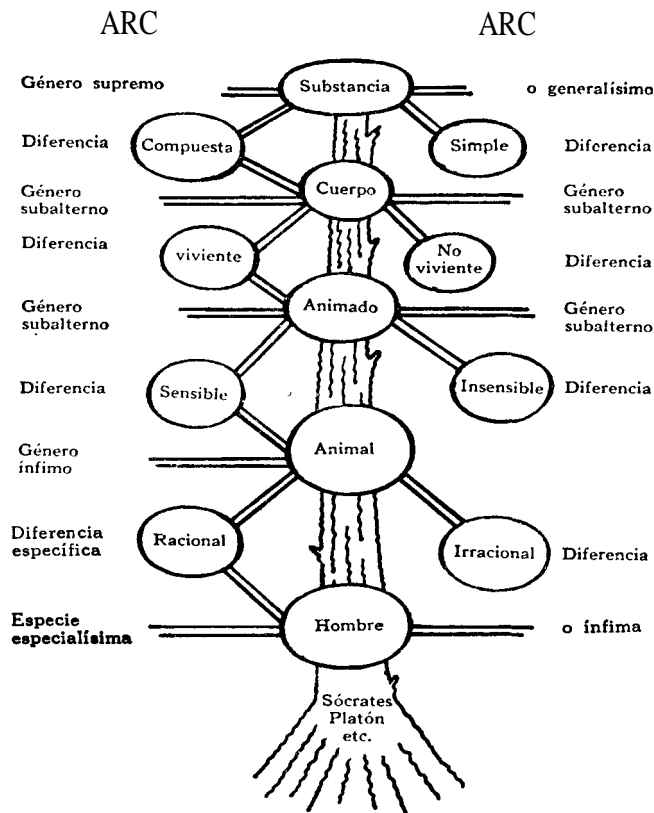 ARC ARC
Género supremo Substancia o generalísimo
Diferencia Compuesta Simple Diferencia
Género
subalterno
Cuerpo
Género
subalterno
Diferencia viviente
No
viviente
Diferencia
Género
subalterno
Animado
Género
subalterno
Diferencia Sensible Insensible Diferencia
Género
ínfimo
Animal
Diferencia
específica
Racional Irracional Diferencia
Especie
especialísima
Hombre o ínfima
Sócrates
Platón
etc.